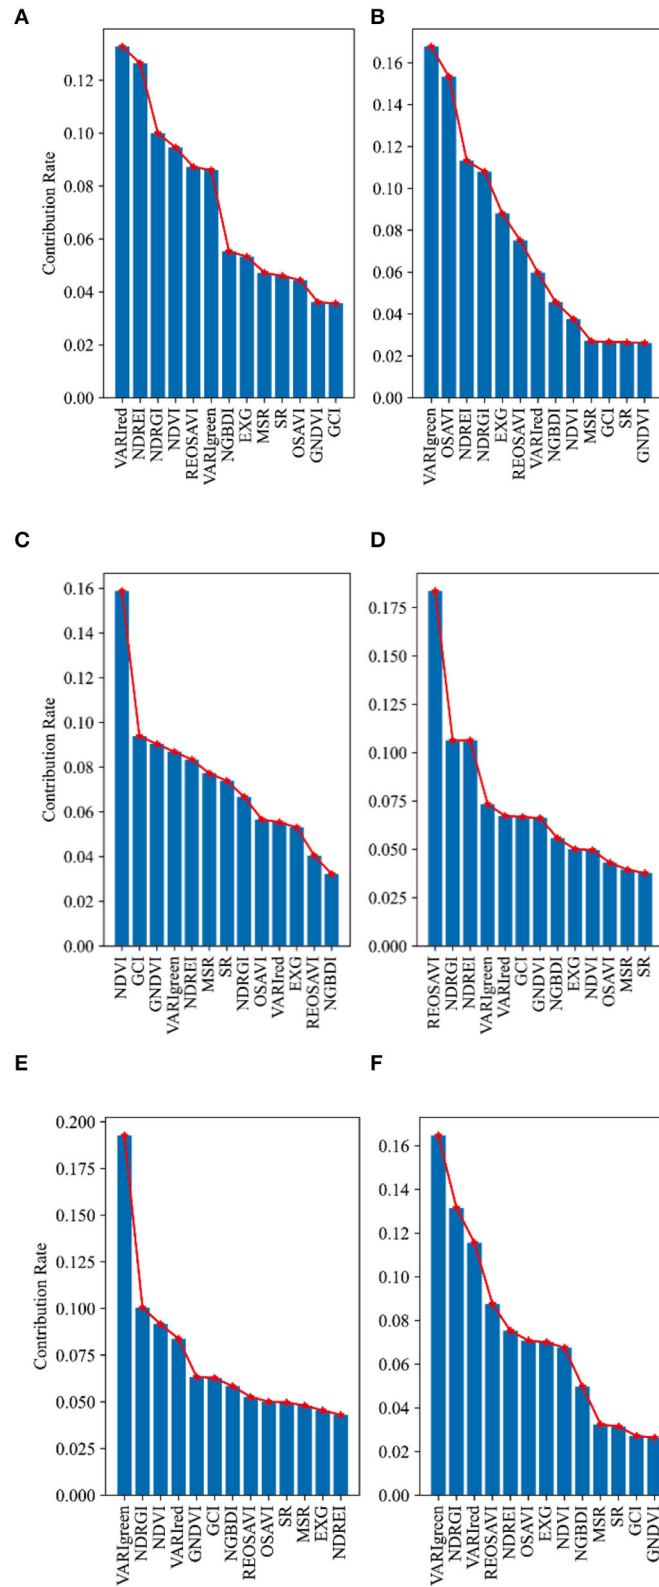 A
Contribution Rate
0.12
0.10
0.08
0.06
0.04
0.02
0.00
VARIred
NDREI
NDRGI
NDVI
REOSAVI
VARIgreen
NGBDI
EXG
MSR
SR
OSAVI
GNDVI
GCI
B
0.16
0.14
0.12
0.10
0.08
0.06
0.04
0.02
0.00
VARIgreen
OSAVI
NDREI
NDRGI
EXG
REOSAVI
VARIred
NGBDI
NDVI
MSR
GCI
SR
GNDVI
C
Contribution Rate
0.16
0.14
0.12
0.10
0.08
0.06
0.04
0.02
0.00
NDVI
GCI
GNDVI
VARIgreen
NDREI
MSR
SR
NDRGI
OSAVI
VARIred
EXG
REOSAVI
NGBDI
D
0.175
0.150
0.125
0.100
0.075
0.050
0.025
0.000
REOSAVI
NDRGI
NDREI
VARIgreen
VARIred
GCI
GNDVI
NGBDI
EXG
NDVI
OSAVI
MSR
SR
E
Contribution Rate
0.200
0.175
0.150
0.125
0.100
0.075
0.050
0.025
0.000
VARIgreen
NDRGI
NDVI
VARIred
GNDVI
GCI
NGBDI
REOSAVI
OSAVI
SR
MSR
EXG
NDREI
F
0.16
0.14
0.12
0.10
0.08
0.06
0.04
0.02
0.00
VARIgreen
NDRGI
VARIred
REOSAVI
NDREI
OSAVI
EXG
NDVI
NGBDI
MSR
SR
GCI
GNDVI